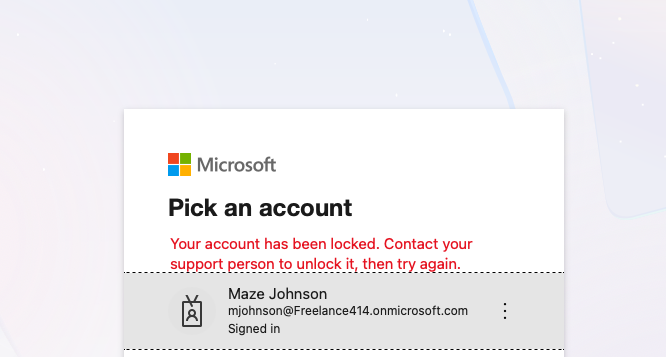 Microsoft
Pick an account
Your account has been locked. Contact your
support person to unlock it, then try again.
Maze Johnson
mjohnson@Freelance414.onmicrosoft.com
Signed in